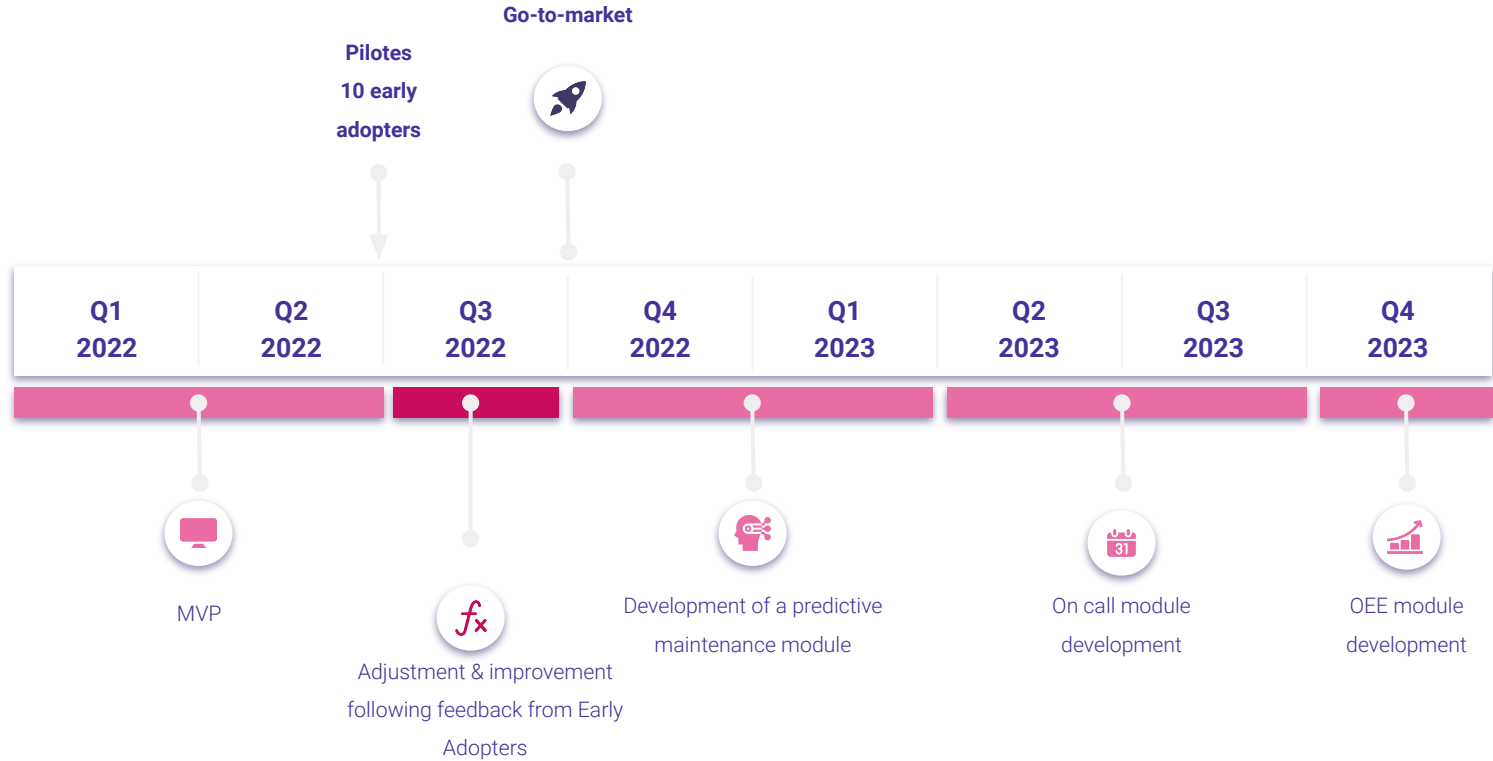 Go-to-market
Pilotes
10 early
adopters
Q1
2022
Q2
2022
Q3
2022
Q4
2022
Q1
2023
Q2
2023
Q3
2023
Q4
2023
MVP
fx
Adjustment & improvement
following feedback from Early
Adopters
Development of a predictive
maintenance module
31
On call module
development
OEE module
development